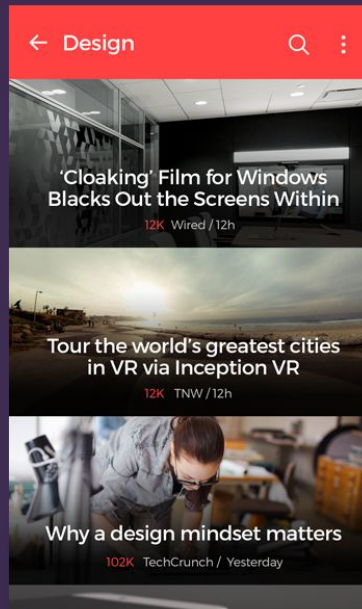 Design
‘Cloaking’ Film for Windows
Blacks Out the Screens Within
12K Wired / 12h
Tour the world’s greatest cities
in VR via Inception VR
12K TNW / 12h
Why a design mindset matters
102K TechCrunch / Yesterday